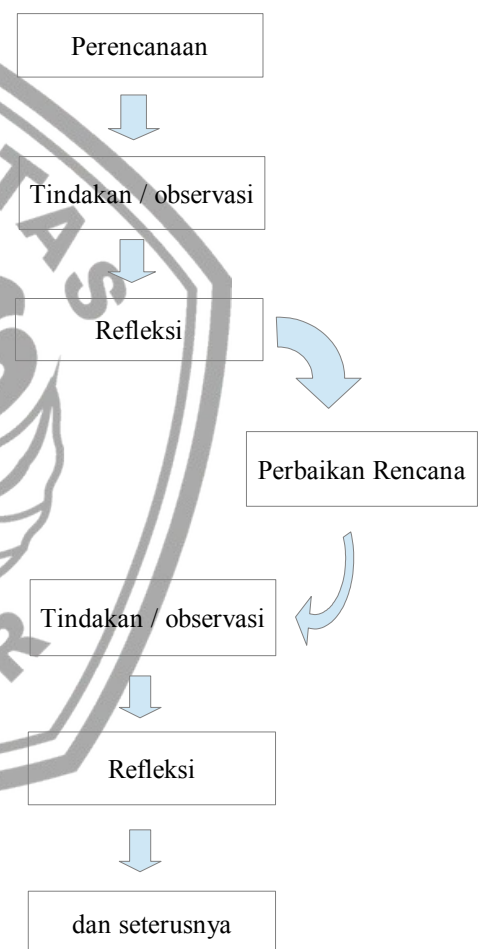 Perencanaan
Tindakan / observasi
Refleksi
Perbaikan Rencana
Tindakan / observasi
Refleksi
dan seterusnya